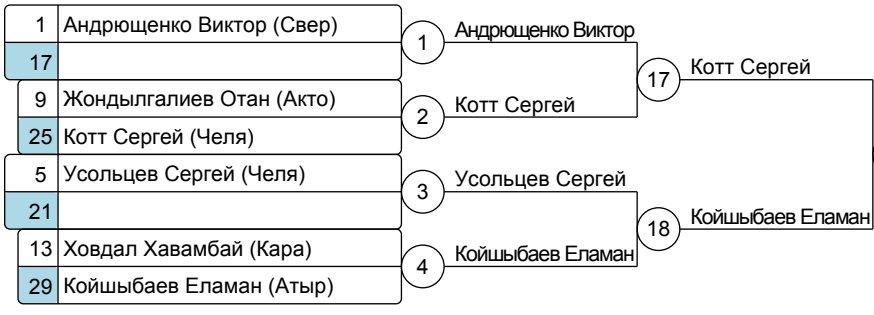 1 Андрющенко Виктор (Свер)
17
9 Жондылгалиев Отан (Акто)
25 Котт Сергей (Челя)
5 Усольцев Сергей (Челя)
21
13 Ховдал Хавамбай (Кара)
29 Койшыбаев Еламан (Атыр)
1 Андрющенко Виктор
2 Котт Сергей
3 Усольцев Сергей
4 Койшыбаев Еламан
17 Котт Сергей
18 Койшыбаев Еламан